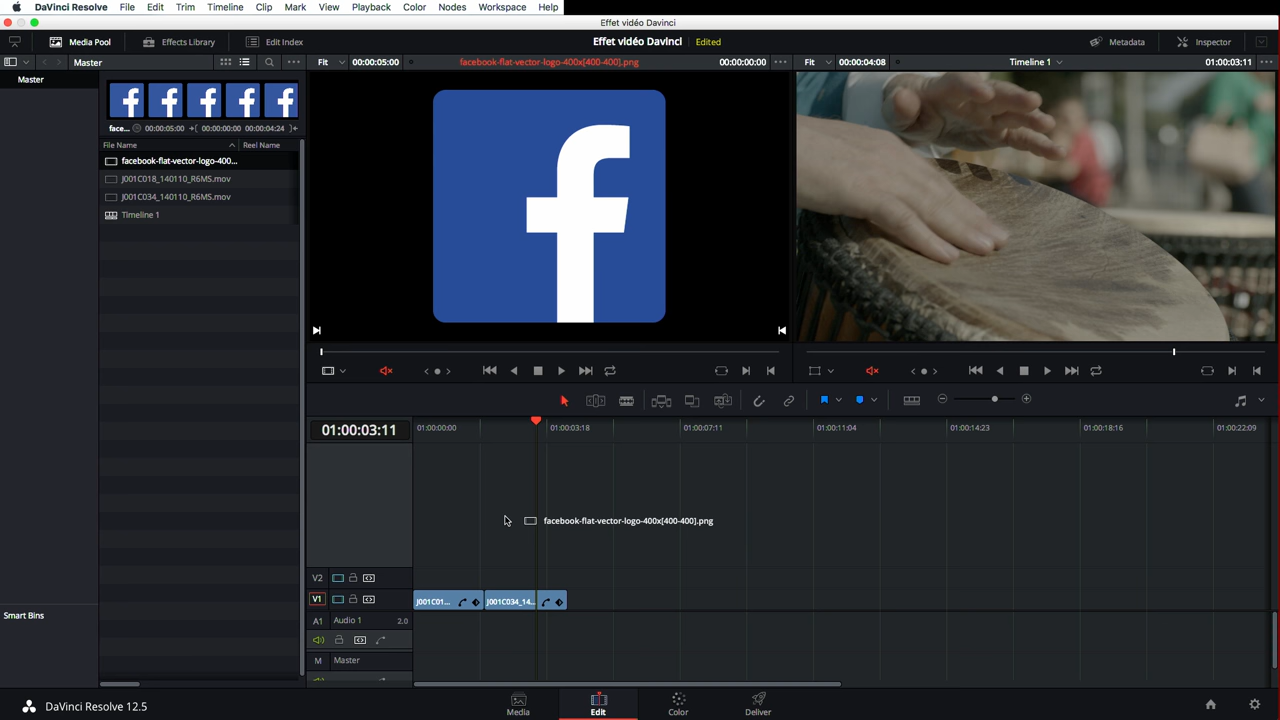 DaVinci Resolve File Edit Trim Timeline Clip Mark View Playback Color Nodes Workspace Help
Effet vidéo Davinci
Media Pool Effects Library Edit Index Effet vidéo Davinci Edited Metadata Inspector
Master Fit 00:00:05:00 facebook-flat-vector-logo-400x[400-400].png 00:00:00:00 Fit 00:00:04:08 Timeline 1 01:00:03:11
Master
face... 00:00:05:00 00:00:00:00 00:00:04:24
File Name Reel Name
facebook-flat-vector-logo-400...
J001C018_140110_R6MS.mov
J001C034_140110_R6MS.mov
Timeline 1
01:00:03:11 01:00:00:00 01:00:03:18 01:00:07:11 01:00:11:04 01:00:14:23 01:00:18:16 01:00:22:09
facebook-flat-vector-logo-400x[400-400].png
V2
V1 J001C01... J001C034_14...
Smart Bins
A1 Audio 1 2.0
M Master
DaVinci Resolve 12.5 Media Edit Color Deliver